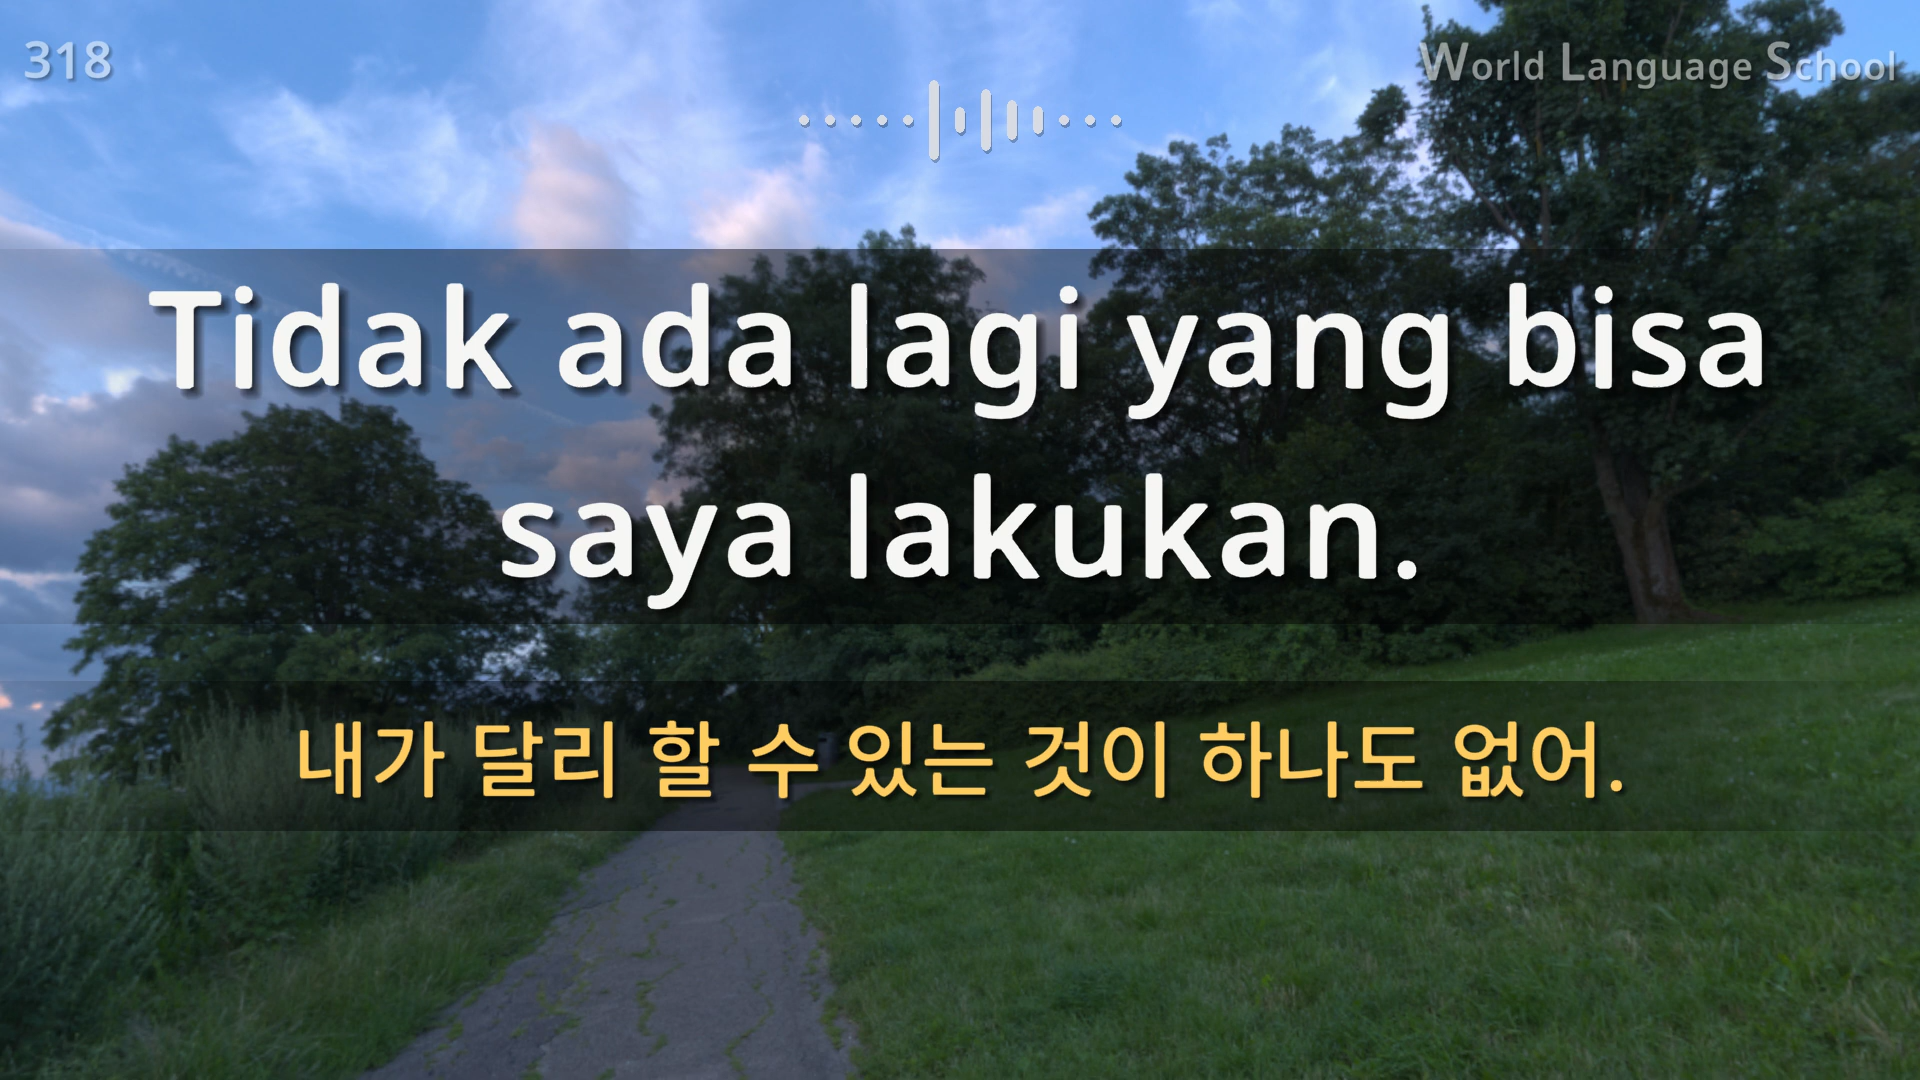 318
World Language School
Tidak ada lagi yang bisa
saya lakukan.
내가 달리 할 수 있는 것이 하나도 없어.